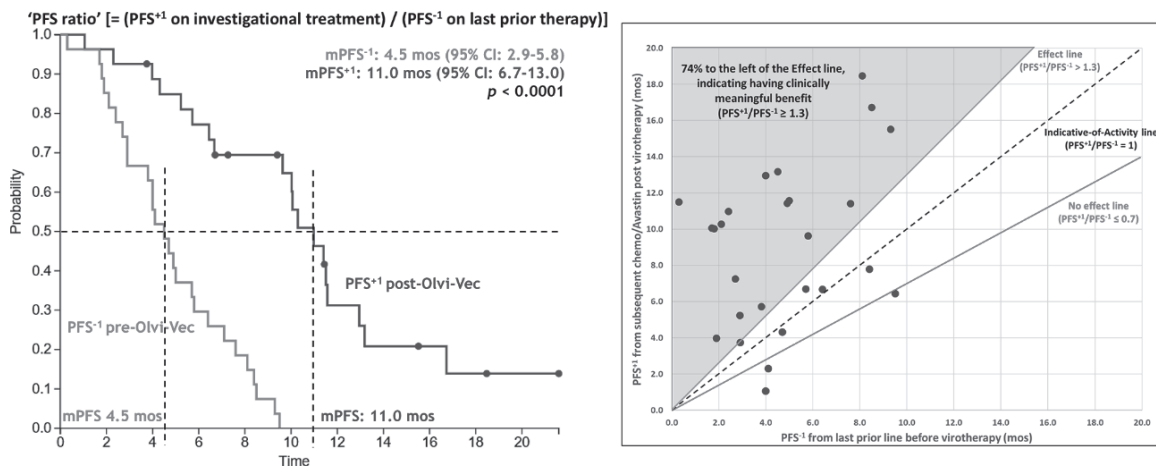 ‘PFS ratio’ [= (PFS⁺¹ on investigational treatment) / (PFS⁻¹ on last prior therapy)]
mPFS⁻¹: 4.5 mos (95% CI: 2.9-5.8)
mPFS⁺¹: 11.0 mos (95% CI: 6.7-13.0)
p < 0.0001
Probability
1.0
0.9
0.8
0.7
0.6
0.5
0.4
0.3
0.2
0.1
0.0
PFS⁺¹ post-Olvi-Vec
PFS⁻¹ pre-Olvi-Vec
mPFS 4.5 mos
mPFS: 11.0 mos
0 2 4 6 8 10 12 14 16 18 20
Time
PFS⁺¹ from subsequent chemo/Avastin post virotherapy (mos)
20.0
18.0
16.0
14.0
12.0
10.0
8.0
6.0
4.0
2.0
0.0
74% to the left of the Effect line,
indicating having clinically
meaningful benefit
(PFS⁺¹/PFS⁻¹ ≥ 1.3)
Effect line
(PFS⁺¹/PFS⁻¹ > 1.3)
Indicative-of-Activity line
(PFS⁺¹/PFS⁻¹ = 1)
No effect line
(PFS⁺¹/PFS⁻¹ ≤ 0.7)
0.0 2.0 4.0 6.0 8.0 10.0 12.0 14.0 16.0 18.0 20.0
PFS⁻¹ from last prior line before virotherapy (mos)